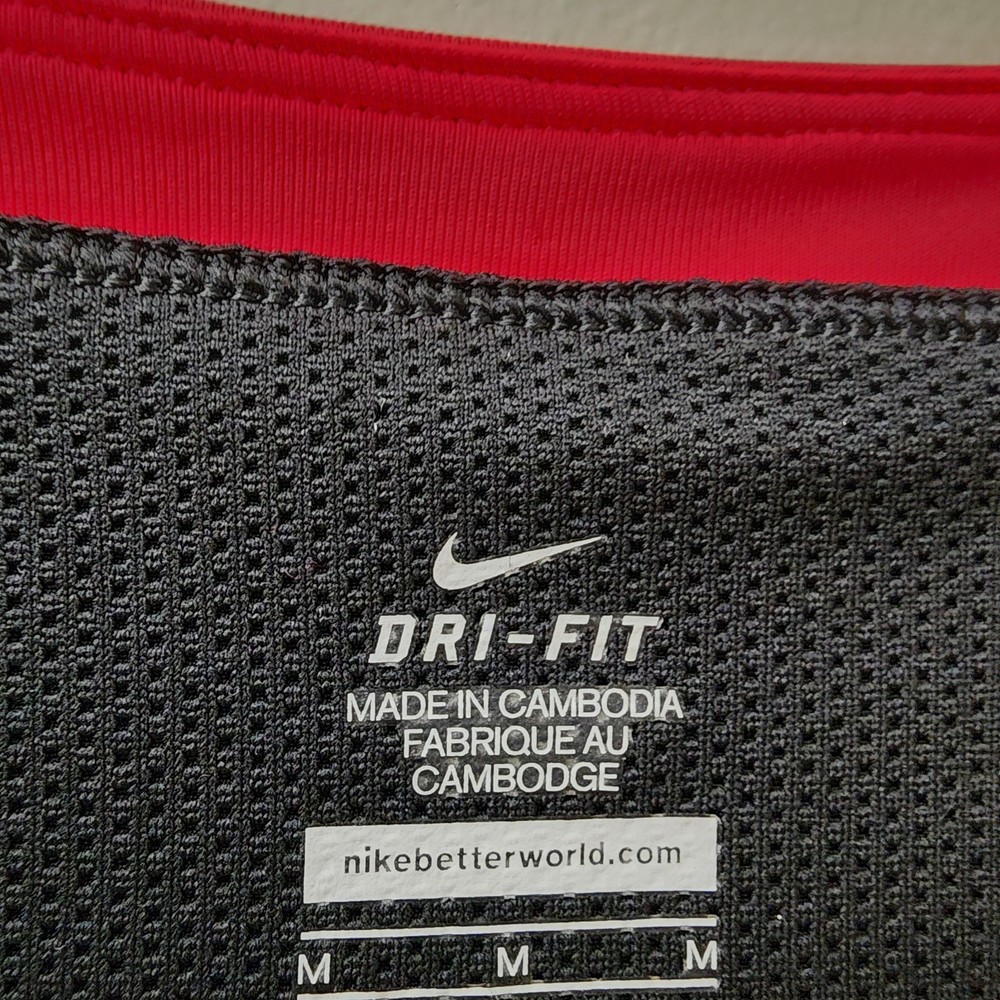 DRI-FIT
MADE IN CAMBODIA
FABRIQUE AU
CAMBODGE
nikebetterworld.com
M M M